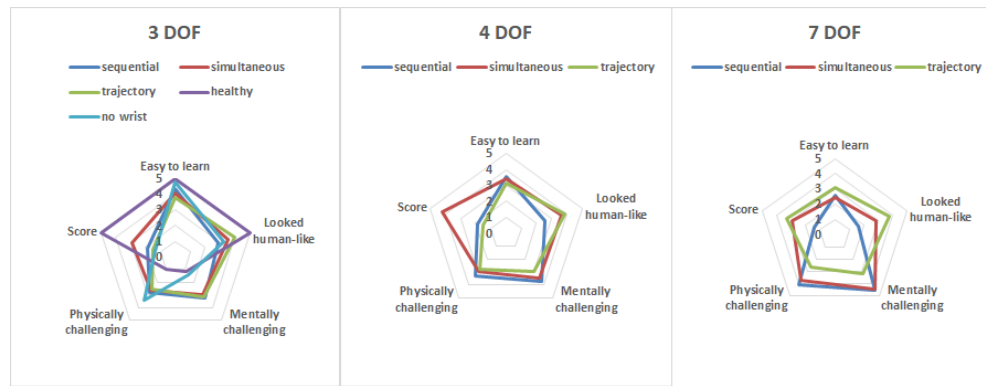 3 DOF
sequential
simultaneous
trajectory
healthy
no wrist
Easy to learn
5
4
3
2
1
0
Looked
human-like
Mentally
challenging
Physically
challenging
Score
4 DOF
sequential
simultaneous
trajectory
Easy to learn
5
4
3
2
1
0
Looked
human-like
Mentally
challenging
Physically
challenging
Score
7 DOF
sequential
simultaneous
trajectory
Easy to learn
5
4
3
2
1
0
Looked
human-like
Mentally
challenging
Physically
challenging
Score